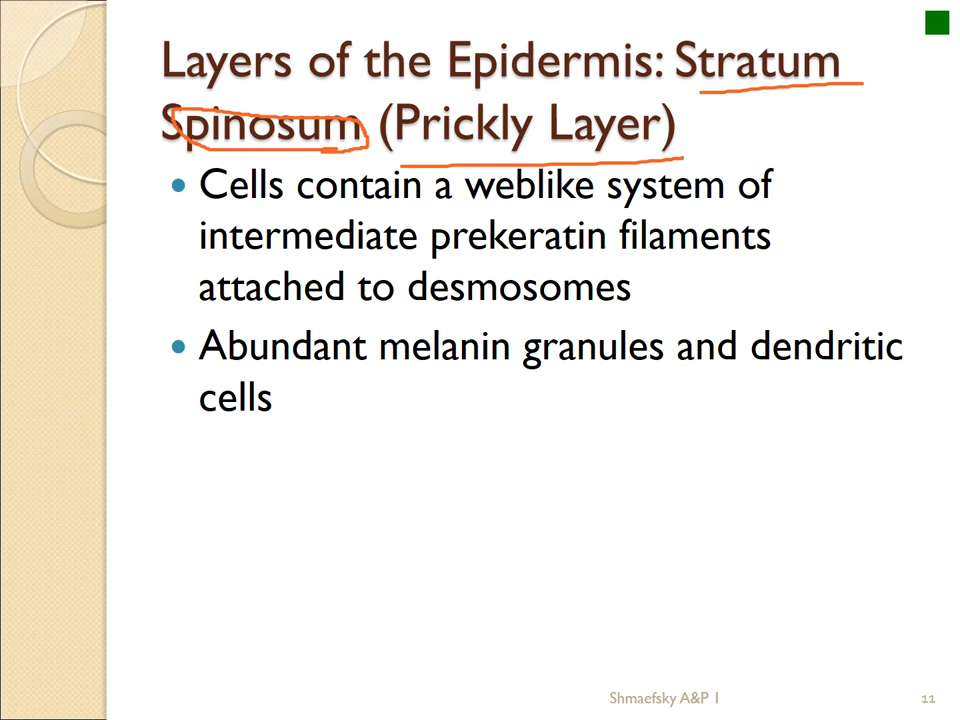 Layers of the Epidermis: Stratum
Spinosum (Prickly Layer)
• Cells contain a weblike system of
intermediate prekeratin filaments
attached to desmosomes
• Abundant melanin granules and dendritic
cells
Shmaefsky A&P 1 11